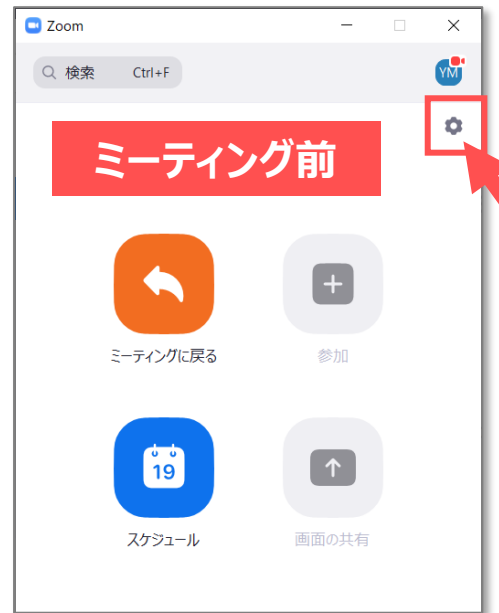 Zoom
検索 Ctrl+F
YM
ミーティング前
ミーティングに戻る
参加
19
スケジュール
画面の共有